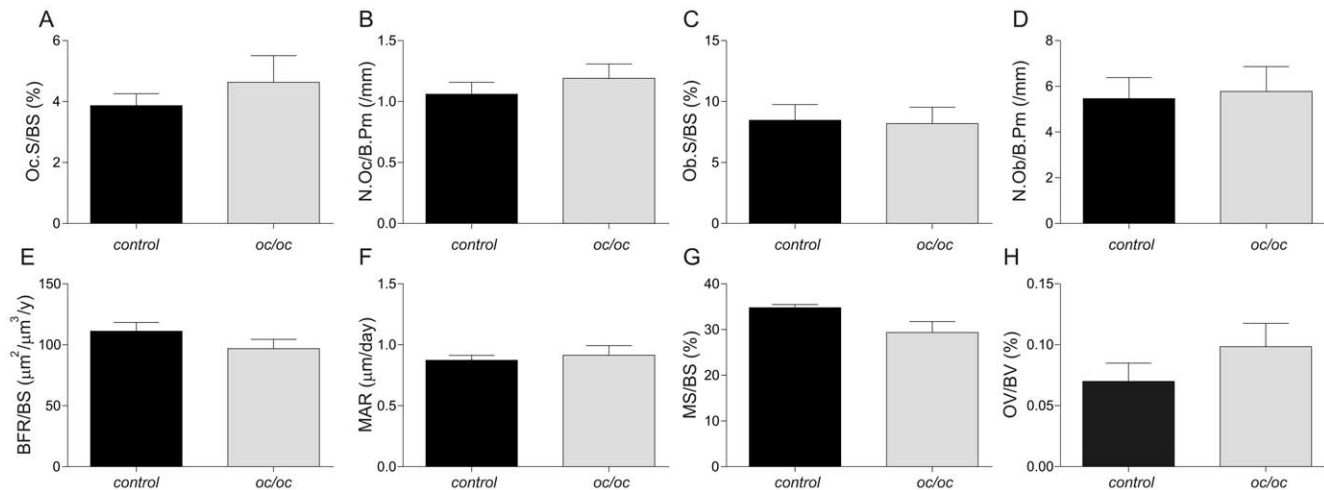 A
B
C
D
Oc.S/BS (%)
6
4
2
0
control
oc/oc
N.Oc/B.Pm (/mm)
1.5
1.0
0.5
0.0
control
oc/oc
Ob.S/BS (%)
15
10
5
0
control
oc/oc
N.Ob/B.Pm (/mm)
8
6
4
2
0
control
oc/oc
E
F
G
H
BFR/BS (μm²/μm³/y)
150
100
50
0
control
oc/oc
MAR (μm/day)
1.5
1.0
0.5
0.0
control
oc/oc
MS/BS (%)
40
30
20
10
0
control
oc/oc
OV/BV (%)
0.15
0.10
0.05
0.00
control
oc/oc